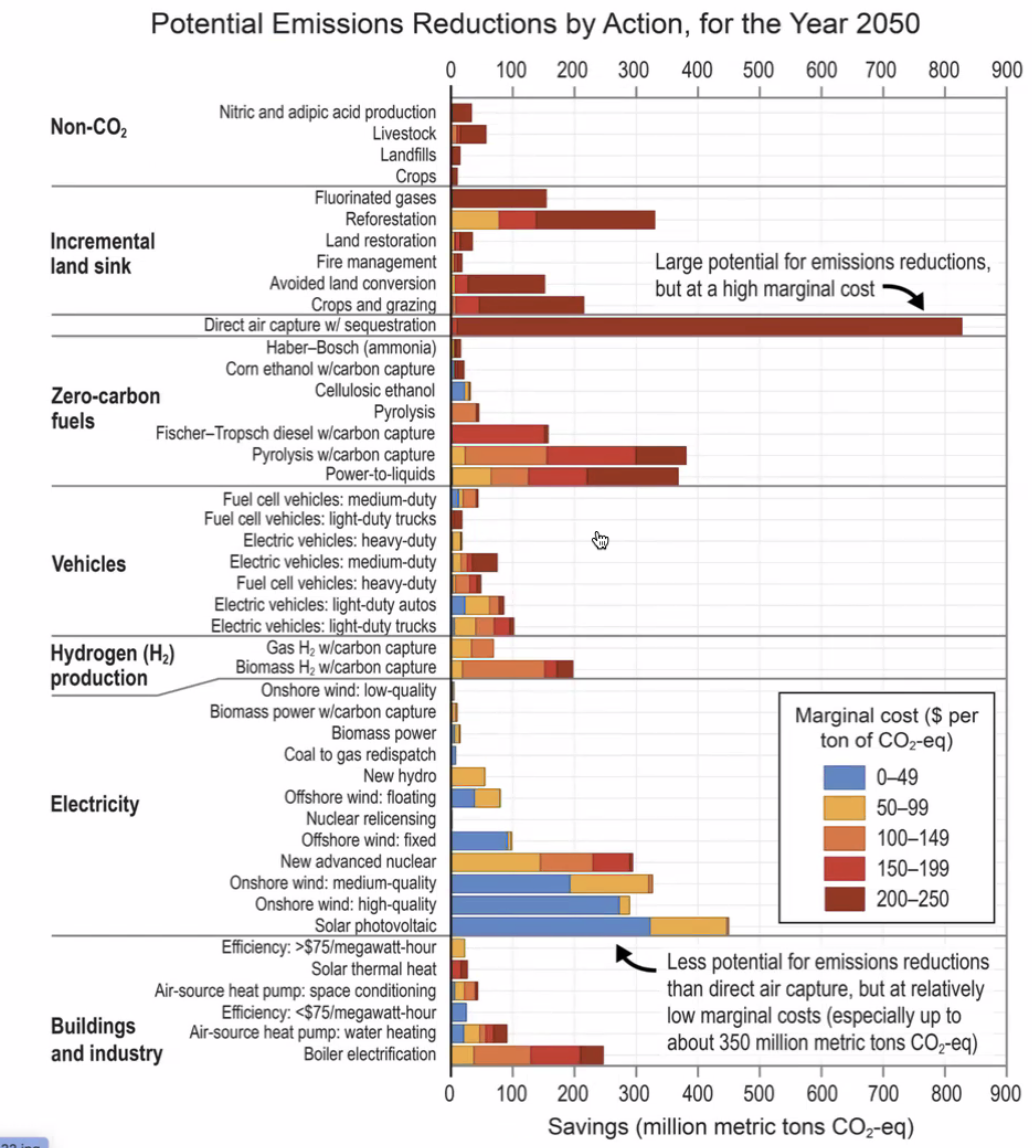 Potential Emissions Reductions by Action, for the Year 2050
0 100 200 300 400 500 600 700 800 900
Non-CO₂
Nitric and adipic acid production
Livestock
Landfills
Crops
Incremental
land sink
Fluorinated gases
Reforestation
Land restoration
Fire management
Avoided land conversion
Crops and grazing
Large potential for emissions reductions,
but at a high marginal cost
Direct air capture w/ sequestration
Zero-carbon
fuels
Haber–Bosch (ammonia)
Corn ethanol w/carbon capture
Cellulosic ethanol
Pyrolysis
Fischer–Tropsch diesel w/carbon capture
Pyrolysis w/carbon capture
Power-to-liquids
Vehicles
Fuel cell vehicles: medium-duty
Fuel cell vehicles: light-duty trucks
Electric vehicles: heavy-duty
Electric vehicles: medium-duty
Fuel cell vehicles: heavy-duty
Electric vehicles: light-duty autos
Electric vehicles: light-duty trucks
Hydrogen (H₂)
production
Gas H₂ w/carbon capture
Biomass H₂ w/carbon capture
Electricity
Onshore wind: low-quality
Biomass power w/carbon capture
Biomass power
Coal to gas redispatch
New hydro
Offshore wind: floating
Nuclear relicensing
Offshore wind: fixed
New advanced nuclear
Onshore wind: medium-quality
Onshore wind: high-quality
Solar photovoltaic
Marginal cost ($ per
ton of CO₂-eq)
0–49
50–99
100–149
150–199
200–250
Buildings
and industry
Efficiency: >$75/megawatt-hour
Solar thermal heat
Air-source heat pump: space conditioning
Efficiency: <$75/megawatt-hour
Air-source heat pump: water heating
Boiler electrification
Less potential for emissions reductions
than direct air capture, but at relatively
low marginal costs (especially up to
about 350 million metric tons CO₂-eq)
0 100 200 300 400 500 600 700 800 900
Savings (million metric tons CO₂-eq)